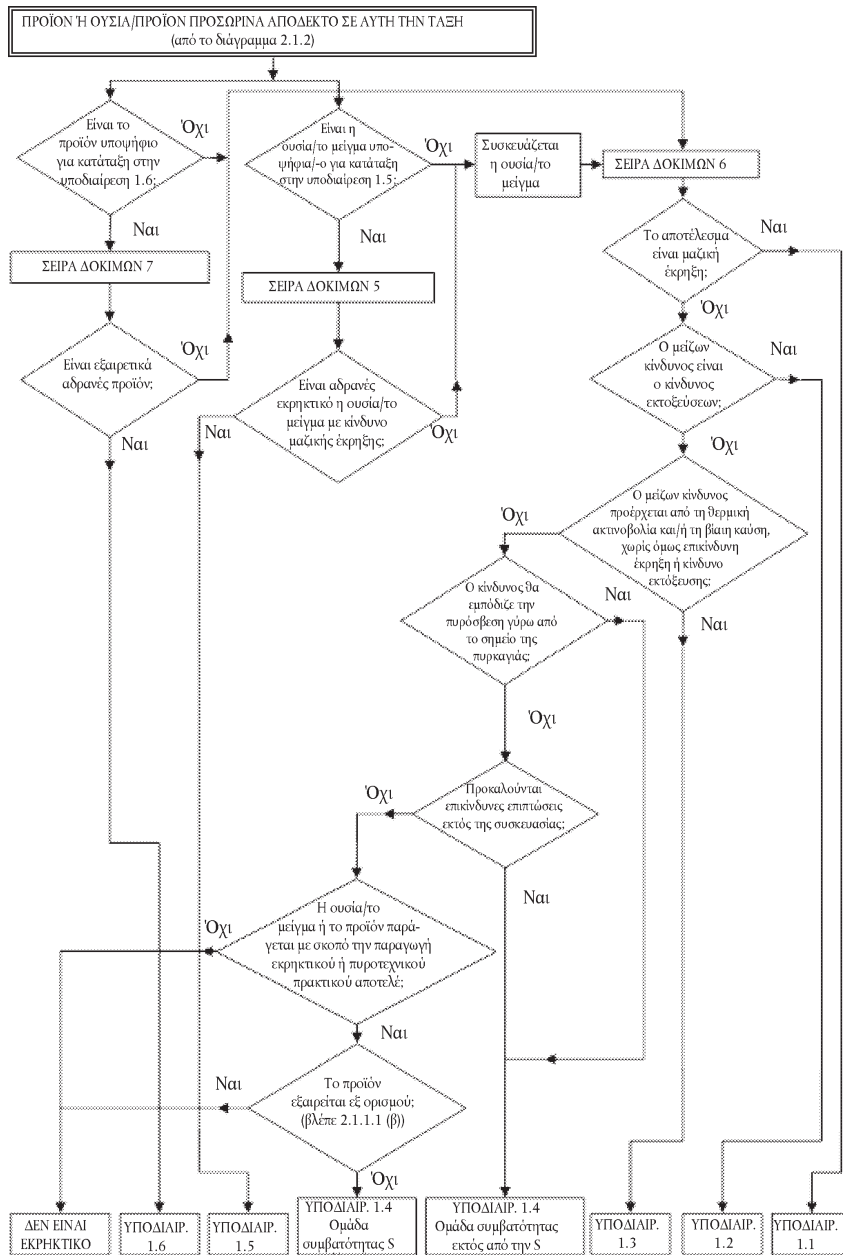 ΠΡΟΪΟΝ Ή ΟΥΣΙΑ/ΠΡΟΪΟΝ ΠΡΟΣΩΡΙΝΑ ΑΠΟΔΕΚΤΟ ΣΕ ΑΥΤΗ ΤΗΝ ΤΑΞΗ
(από το διάγραμμα 2.1.2)
Είναι το
προϊόν υποψήφιο
για κατάταξη στην
υποδιαίρεση 1.6;
Όχι
Ναι
Είναι η
ουσία/το μείγμα υπο-
ψήφια/-ο για κατάταξη
στην υποδιαίρεση 1.5;
Όχι
Ναι
Συσκευάζεται
η ουσία/το
μείγμα
ΣΕΙΡΑ ΔΟΚΙΜΩΝ 6
Το αποτέλεσμα
είναι μαζική
έκρηξη;
Ναι
Όχι
ΣΕΙΡΑ ΔΟΚΙΜΩΝ 7
ΣΕΙΡΑ ΔΟΚΙΜΩΝ 5
Είναι εξαιρετικά
αδρανές προϊόν;
Όχι
Ναι
Είναι αδρανές
εκρηκτικό η ουσία/το
μείγμα με κίνδυνο
μαζικής έκρηξης;
Ναι
Όχι
Ο μείζων
κίνδυνος είναι
ο κίνδυνος
εκτοξεύσεων;
Ναι
Όχι
Ο μείζων κίνδυνος
προέρχεται από τη θερμική
ακτινοβολία και/ή τη βίαιη καύση,
χωρίς όμως επικίνδυνη
έκρηξη ή κίνδυνο
εκτόξευσης;
Όχι
Ναι
Ο κίνδυνος θα
εμπόδιζε την
πυρόσβεση γύρω από
το σημείο της
πυρκαγιάς;
Ναι
Όχι
Προκαλούνται
επικίνδυνες επιπτώσεις
εκτός της συσκευασίας;
Όχι
Ναι
Η ουσία/το
μείγμα ή το προϊόν παρά-
γεται με σκοπό την παραγωγή
εκρηκτικού ή πυροτεχνικού
πρακτικού αποτελέ;
Όχι
Ναι
Το προϊόν
εξαιρείται εξ ορισμού;
(βλέπε 2.1.1.1 (β))
Ναι
Όχι
ΔΕΝ ΕΙΝΑΙ
ΕΚΡΗΚΤΙΚΟ
ΥΠΟΔΙΑΙΡ.
1.6
ΥΠΟΔΙΑΙΡ.
1.5
ΥΠΟΔΙΑΙΡ. 1.4
Ομάδα
συμβατότητας S
ΥΠΟΔΙΑΙΡ. 1.4
Ομάδα συμβατότητας
εκτός από την S
ΥΠΟΔΙΑΙΡ.
1.3
ΥΠΟΔΙΑΙΡ.
1.2
ΥΠΟΔΙΑΙΡ.
1.1